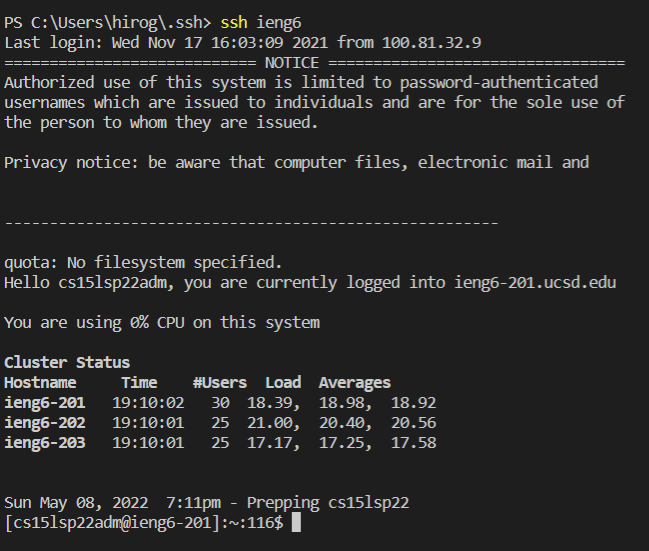 PS C:\Users\hirog\.ssh> ssh ieng6
Last login: Wed Nov 17 16:03:09 2021 from 100.81.32.9
============================ NOTICE =================================
Authorized use of this system is limited to password-authenticated
usernames which are issued to individuals and are for the sole use of
the person to whom they are issued.
Privacy notice: be aware that computer files, electronic mail and
-------------------------------------------------------
quota: No filesystem specified.
Hello cs15lsp22adm, you are currently logged into ieng6-201.ucsd.edu
You are using 0% CPU on this system
Cluster Status
Hostname     Time    #Users  Load  Averages
ieng6-201   19:10:02   30  18.39,  18.98,  18.92
ieng6-202   19:10:01   25  21.00,  20.40,  20.56
ieng6-203   19:10:01   25  17.17,  17.25,  17.58
Sun May 08, 2022  7:11pm - Prepping cs15lsp22
[cs15lsp22adm@ieng6-201]:~:116$